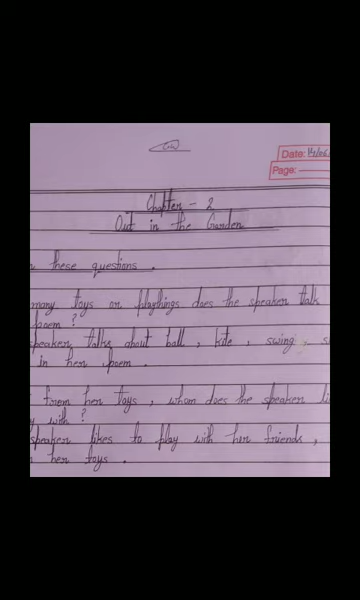 Date:
Page:
Chapter - 2
Out in the Garden
these questions.
many toys or playthings does the speaker talk
poem?
speaker talks about ball, kite, swing
in her poem.
from her toys, whom does the speaker li
y with?
speaker likes to play with her friends,
her toys.